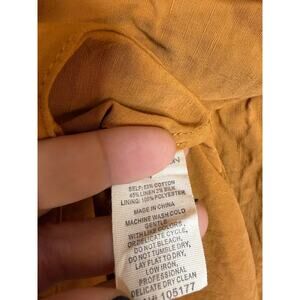 SELF: 53% COTTON
45% LINEN 2% SILK
LINING: 100% POLYESTER
MADE IN CHINA
MACHINE WASH COLD
GENTLE
WITH LIKE COLORS,
OR DELICATE CYCLE,
DO NOT BLEACH,
DO NOT TUMBLE DRY,
LAY FLAT TO DRY,
LOW IRON,
PROFESSIONAL
DELICATE DRY CLEAN
105177